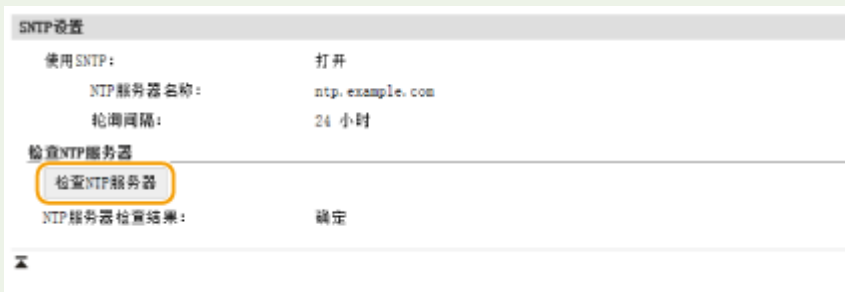 SNTP设置
使用SNTP: 打开
NTP服务器名称: ntp.example.com
轮询间隔: 24 小时
检查NTP服务器
检查NTP服务器
NTP服务器检查结果: 确定